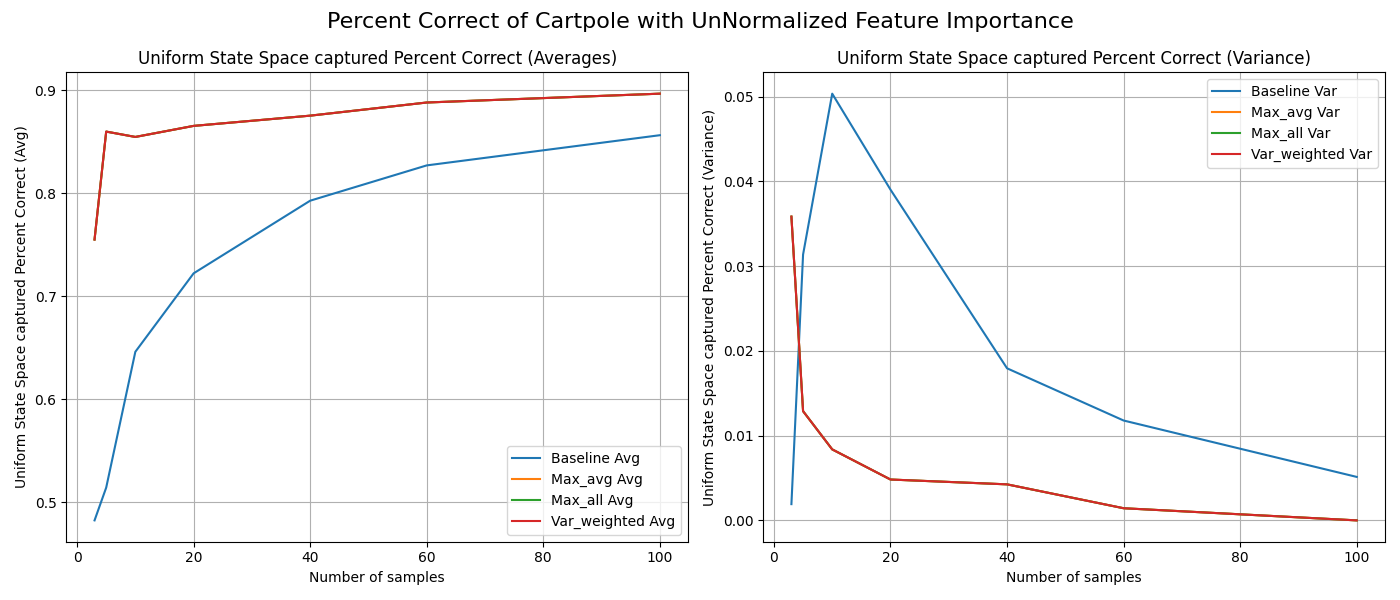 Percent Correct of Cartpole with UnNormalized Feature Importance
Uniform State Space captured Percent Correct (Averages)
Uniform State Space captured Percent Correct (Avg)
0.9
0.8
0.7
0.6
0.5
0
20
40
60
80
100
Number of samples
Baseline Avg
Max_avg Avg
Max_all Avg
Var_weighted Avg
Uniform State Space captured Percent Correct (Variance)
Uniform State Space captured Percent Correct (Variance)
0.05
0.04
0.03
0.02
0.01
0.00
0
20
40
60
80
100
Number of samples
Baseline Var
Max_avg Var
Max_all Var
Var_weighted Var